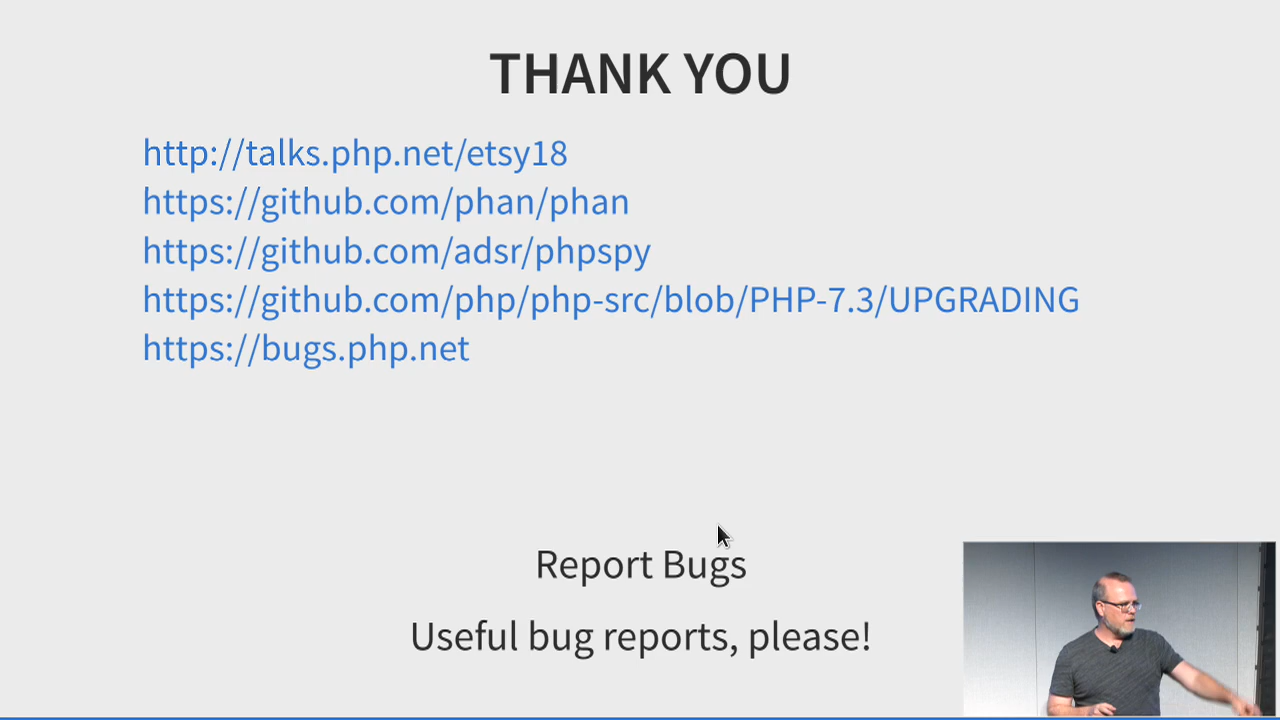 THANK YOU
http://talks.php.net/etsy18
https://github.com/phan/phan
https://github.com/adsr/phpspy
https://github.com/php/php-src/blob/PHP-7.3/UPGRADING
https://bugs.php.net
Report Bugs
Useful bug reports, please!